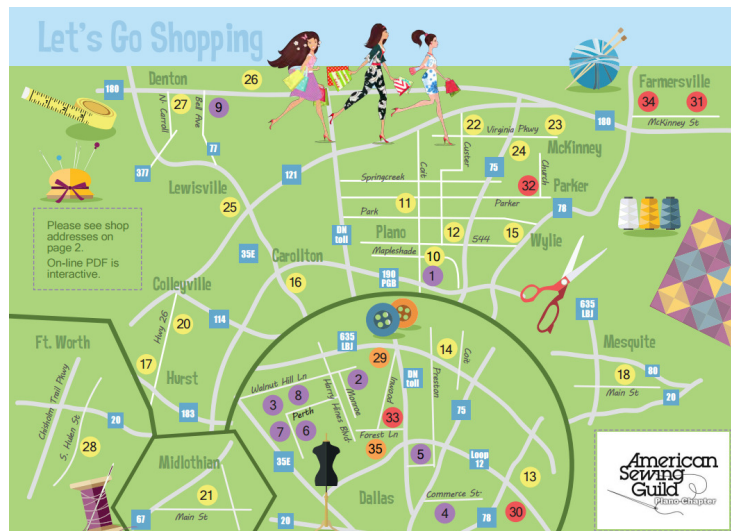 Let's Go Shopping
Denton
26
180
N. Carroll
27
Bell Ave
9
77
377
Farmersville
34
31
McKinney St
180
22
Virginia Pkwy
23
24
McKinney
Custer
Coit
75
Church
32
Parker
121
Springcreek
Lewisville
25
11
Park
Parker
78
Please see shop
addresses on
page 2.
On-line PDF is
interactive.
DN
toll
Plano
12
544
15
Wylie
Mapleshade
10
35E
Carollton
190
PGB
1
16
Colleyville
20
Hwy 26
114
17
Hurst
183
635
LBJ
Mesquite
18
80
Main St
20
Ft. Worth
Chisholm Trail Pkwy
S. Hulen St
20
28
635
LBJ
29
14
Coit
Walnut Hill Ln
2
DN
toll
Preston
8
3
Monroe
Inwood
75
Perth
Harry Hines Blvd
33
7
6
Forest Ln
35
5
Loop
12
35E
13
Midlothian
21
Main St
67
Dallas
Commerce St
4
78
30
20
American
Sewing
Guild
Plano Chapter